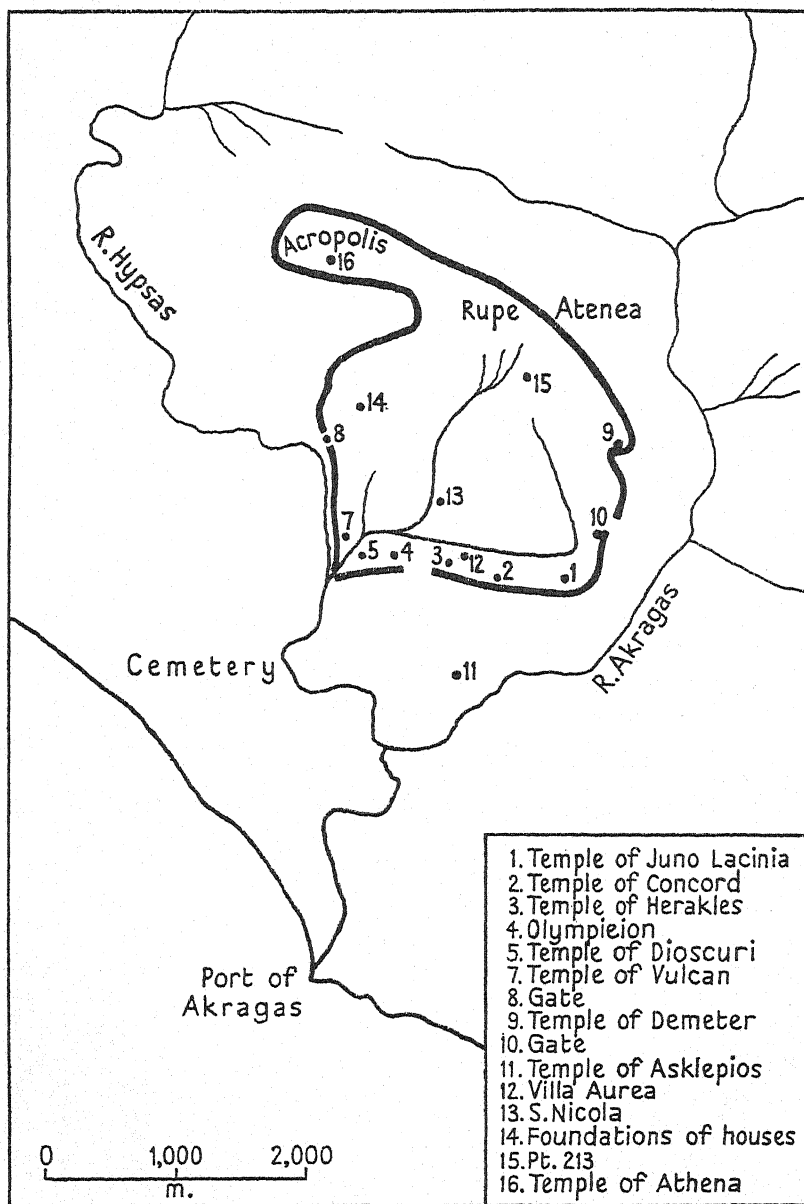 R. Hypsas
Acropolis
16
Rupe Atenea
15
14
8
9
13
10
7
5
4
3
12
2
1
R. Akragas
Cemetery
11
Port of
Akragas
0 1,000 2,000
m.
1. Temple of Juno Lacinia
2. Temple of Concord
3. Temple of Herakles
4. Olympieion
5. Temple of Dioscuri
7. Temple of Vulcan
8. Gate
9. Temple of Demeter
10. Gate
11. Temple of Asklepios
12. Villa Aurea
13. S. Nicola
14. Foundations of houses
15. Pt. 213
16. Temple of Athena